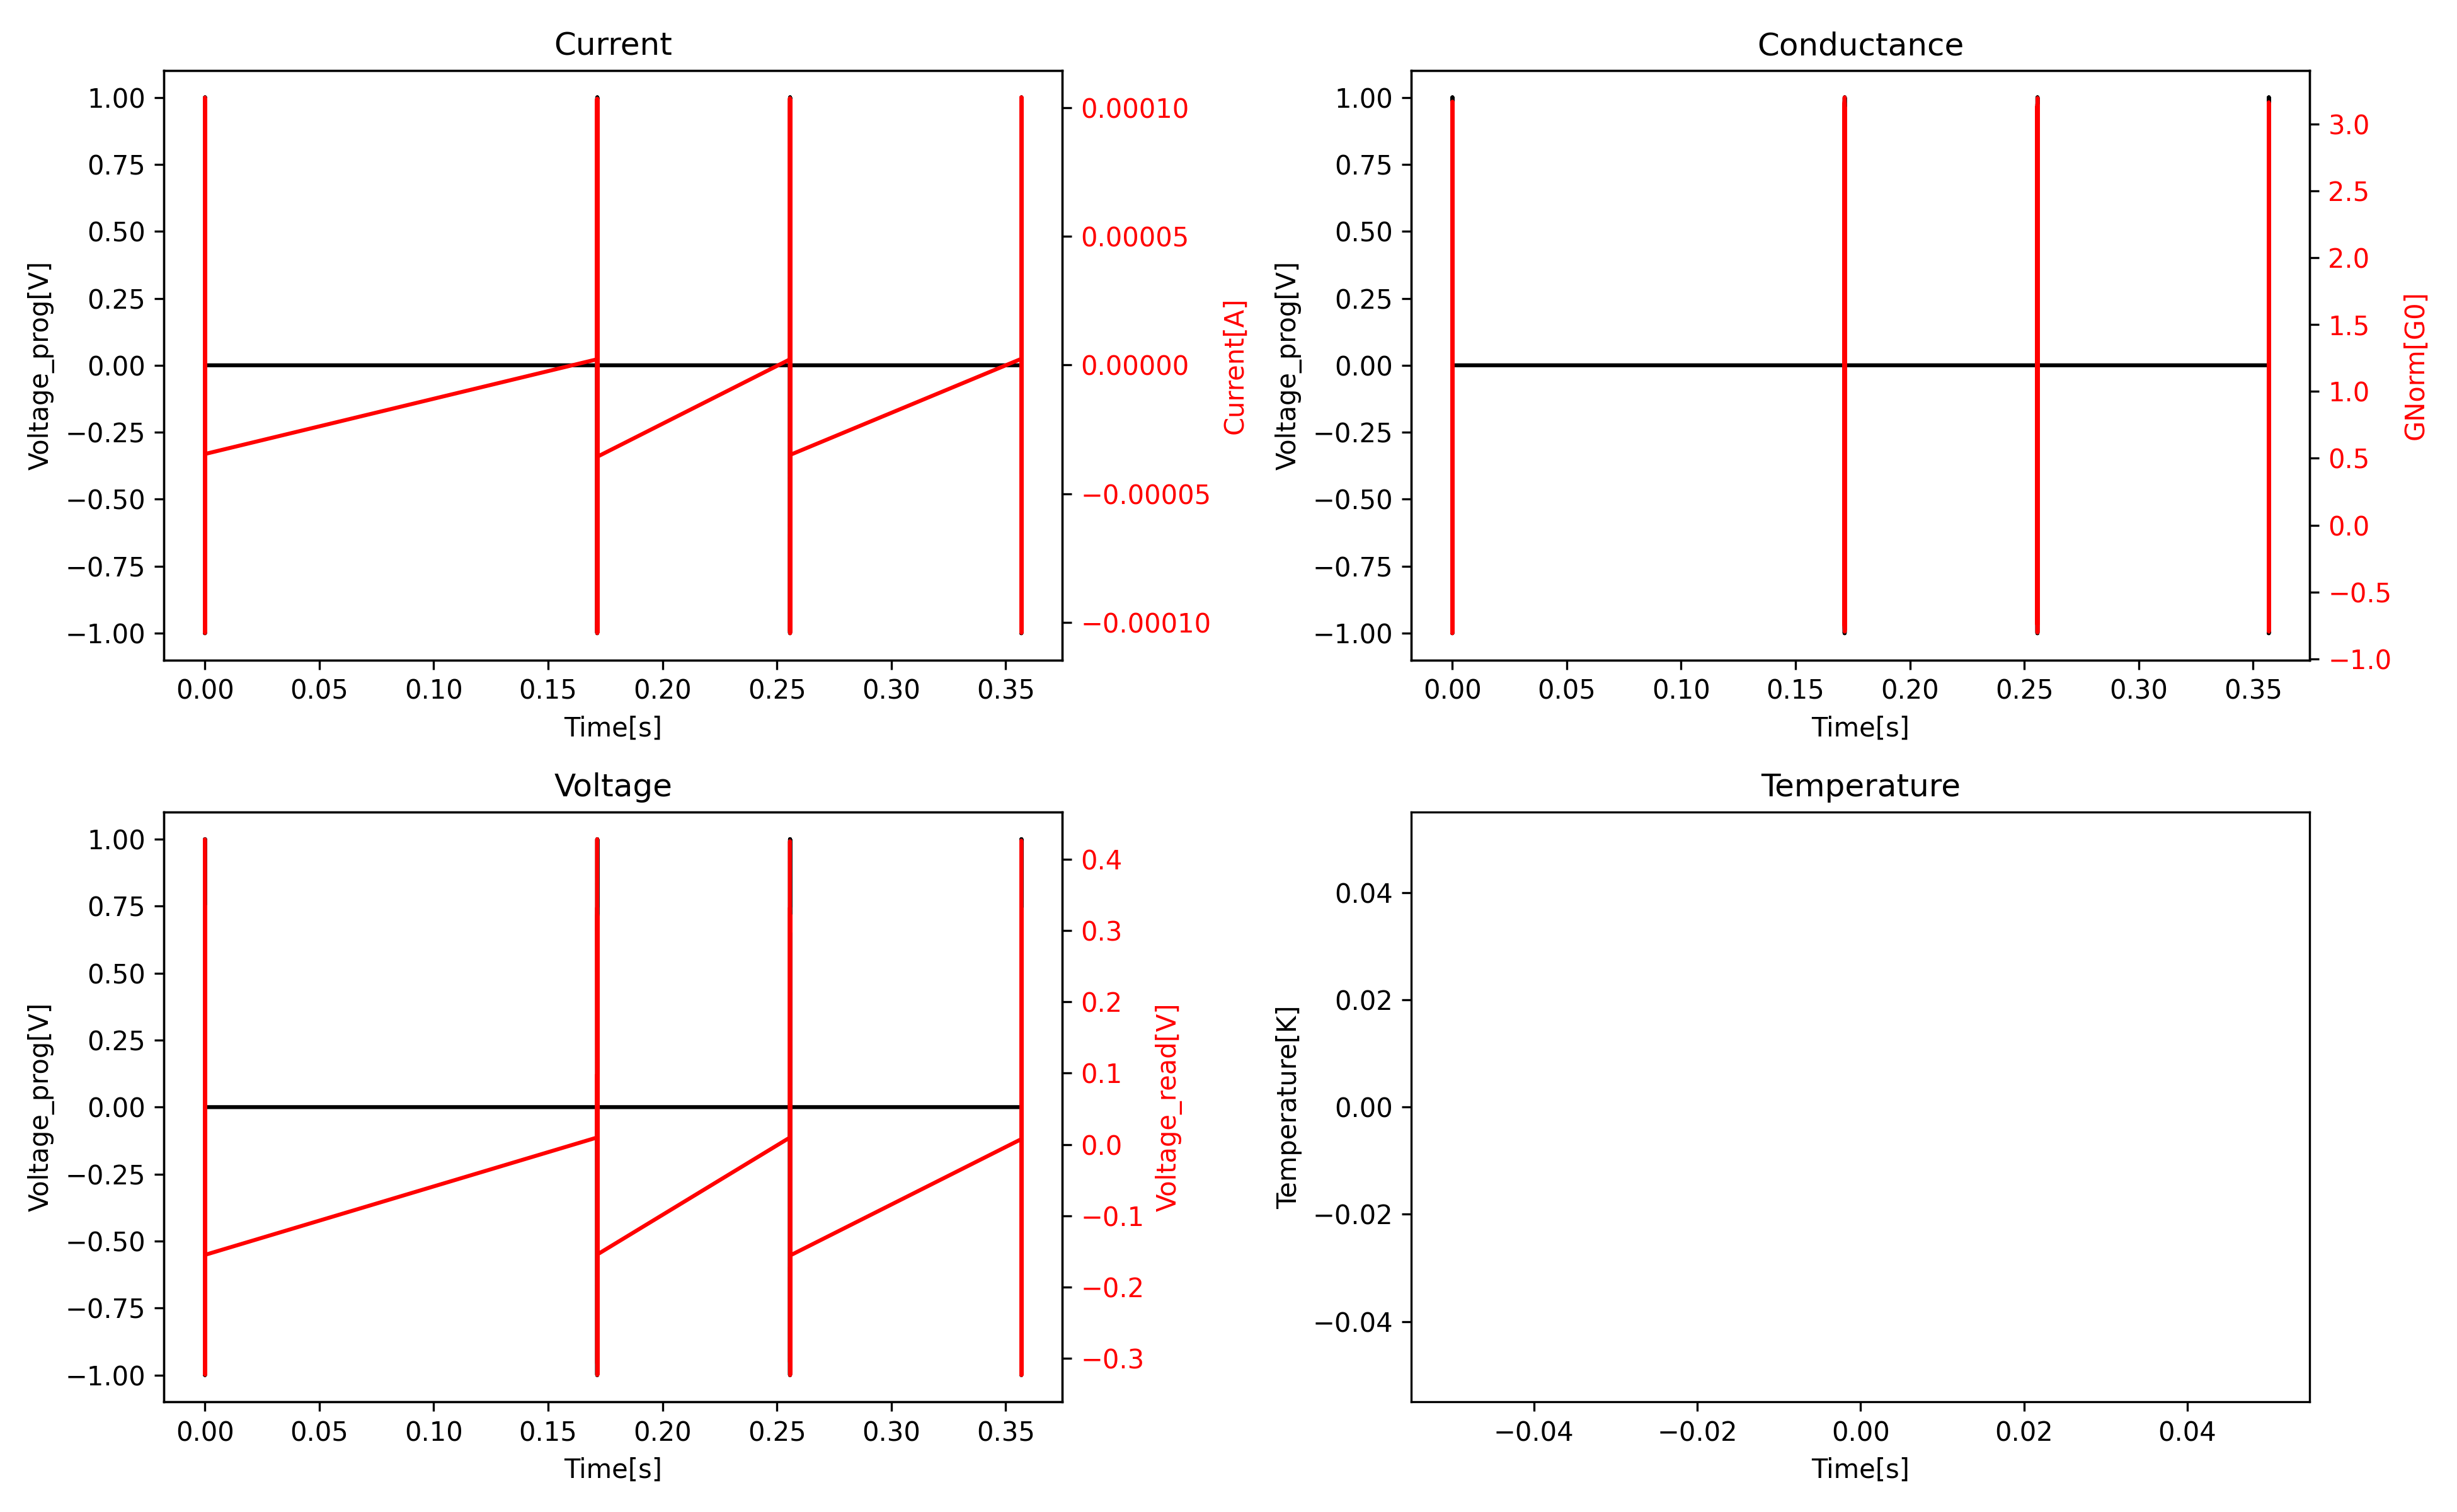 Current
Voltage_prog[V]
1.00
0.75
0.50
0.25
0.00
−0.25
−0.50
−0.75
−1.00
0.00 0.05 0.10 0.15 0.20 0.25 0.30 0.35
Time[s]
0.00010
0.00005
0.00000
−0.00005
−0.00010
Current[A]
Conductance
Voltage_prog[V]
1.00
0.75
0.50
0.25
0.00
−0.25
−0.50
−0.75
−1.00
0.00 0.05 0.10 0.15 0.20 0.25 0.30 0.35
Time[s]
3.0
2.5
2.0
1.5
1.0
0.5
0.0
−0.5
−1.0
GNorm[G0]
Voltage
Voltage_prog[V]
1.00
0.75
0.50
0.25
0.00
−0.25
−0.50
−0.75
−1.00
0.00 0.05 0.10 0.15 0.20 0.25 0.30 0.35
Time[s]
0.4
0.3
0.2
0.1
0.0
−0.1
−0.2
−0.3
Voltage_read[V]
Temperature
Temperature[K]
0.04
0.02
0.00
−0.02
−0.04
−0.04 −0.02 0.00 0.02 0.04
Time[s]